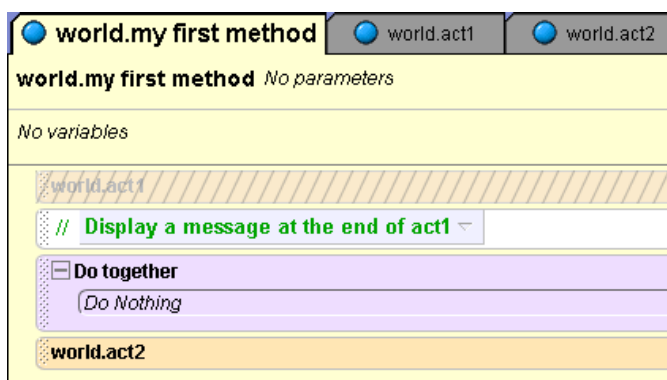 world.my first method world.act1 world.act2
world.my first method No parameters
No variables
world.act1
// Display a message at the end of act1
Do together
Do Nothing
world.act2